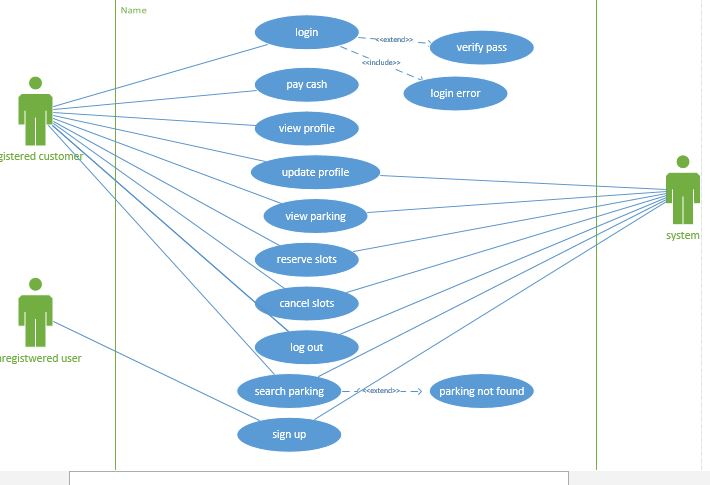 Name
login
<<extend>>
verify pass
<<include>>
pay cash
login error
view profile
gistered customer
update profile
view parking
system
reserve slots
cancel slots
log out
nregistwered user
search parking
<<extend>>
parking not found
sign up